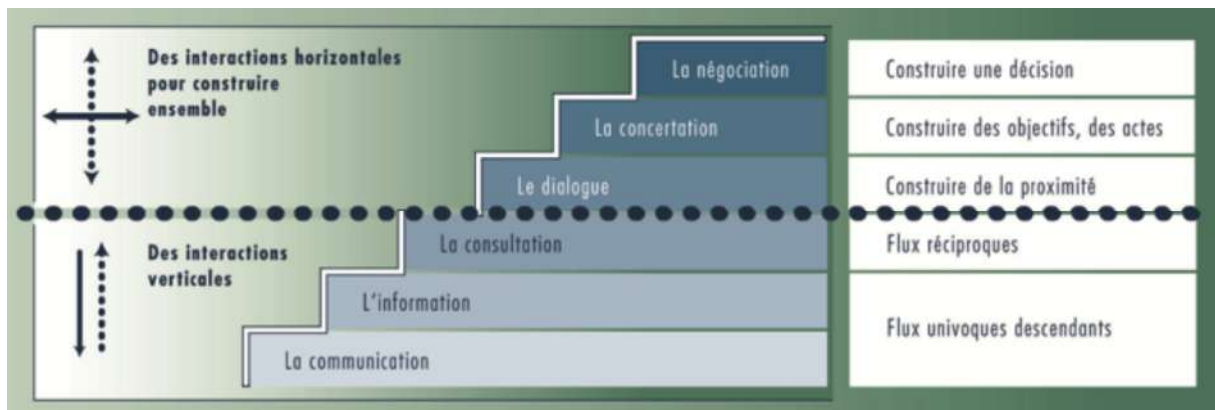 Des interactions horizontales
pour construire
ensemble
La négociation
Construire une décision
La concertation
Construire des objectifs, des actes
Le dialogue
Construire de la proximité
Des interactions
verticales
La consultation
Flux réciproques
L'information
Flux univoques descendants
La communication